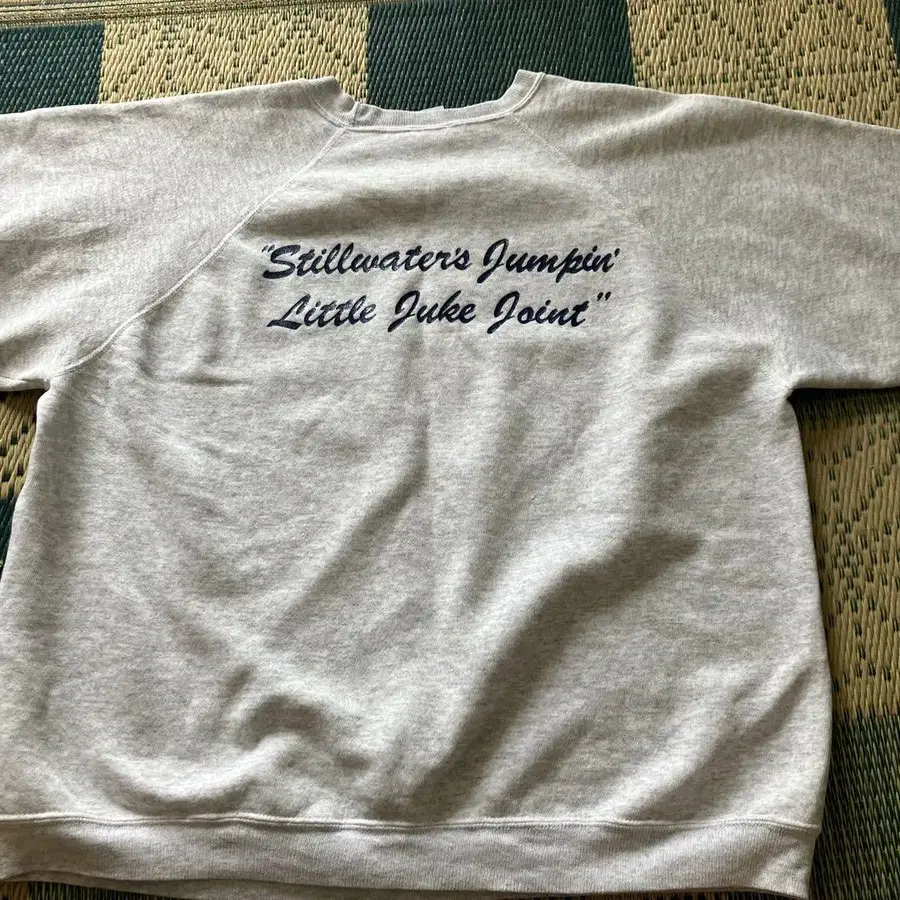 "Stillwater's Jumpin'
Little Juke Joint"